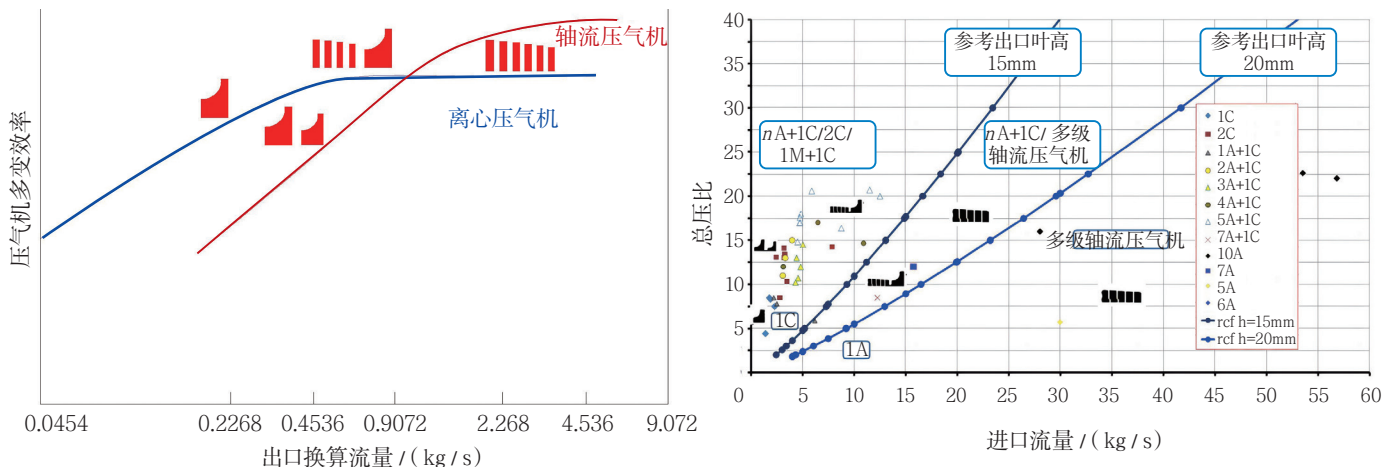 压气机多变效率
轴流压气机
离心压气机
0.0454
0.2268
0.4536
0.9072
2.268
4.536
9.072
出口换算流量 / ( kg / s )
总压比
40
35
30
25
20
15
10
5
0
0
5
10
15
20
25
30
35
40
45
50
55
60
进口流量 / ( kg / s )
参考出口叶高
15mm
参考出口叶高
20mm
nA+1C/2C/
1M+1C
nA+1C/ 多级
轴流压气机
多级轴流压气机
1C
1A
1C
2C
1A+1C
2A+1C
3A+1C
4A+1C
5A+1C
7A+1C
10A
7A
5A
6A
rcf h=15mm
rcf h=20mm